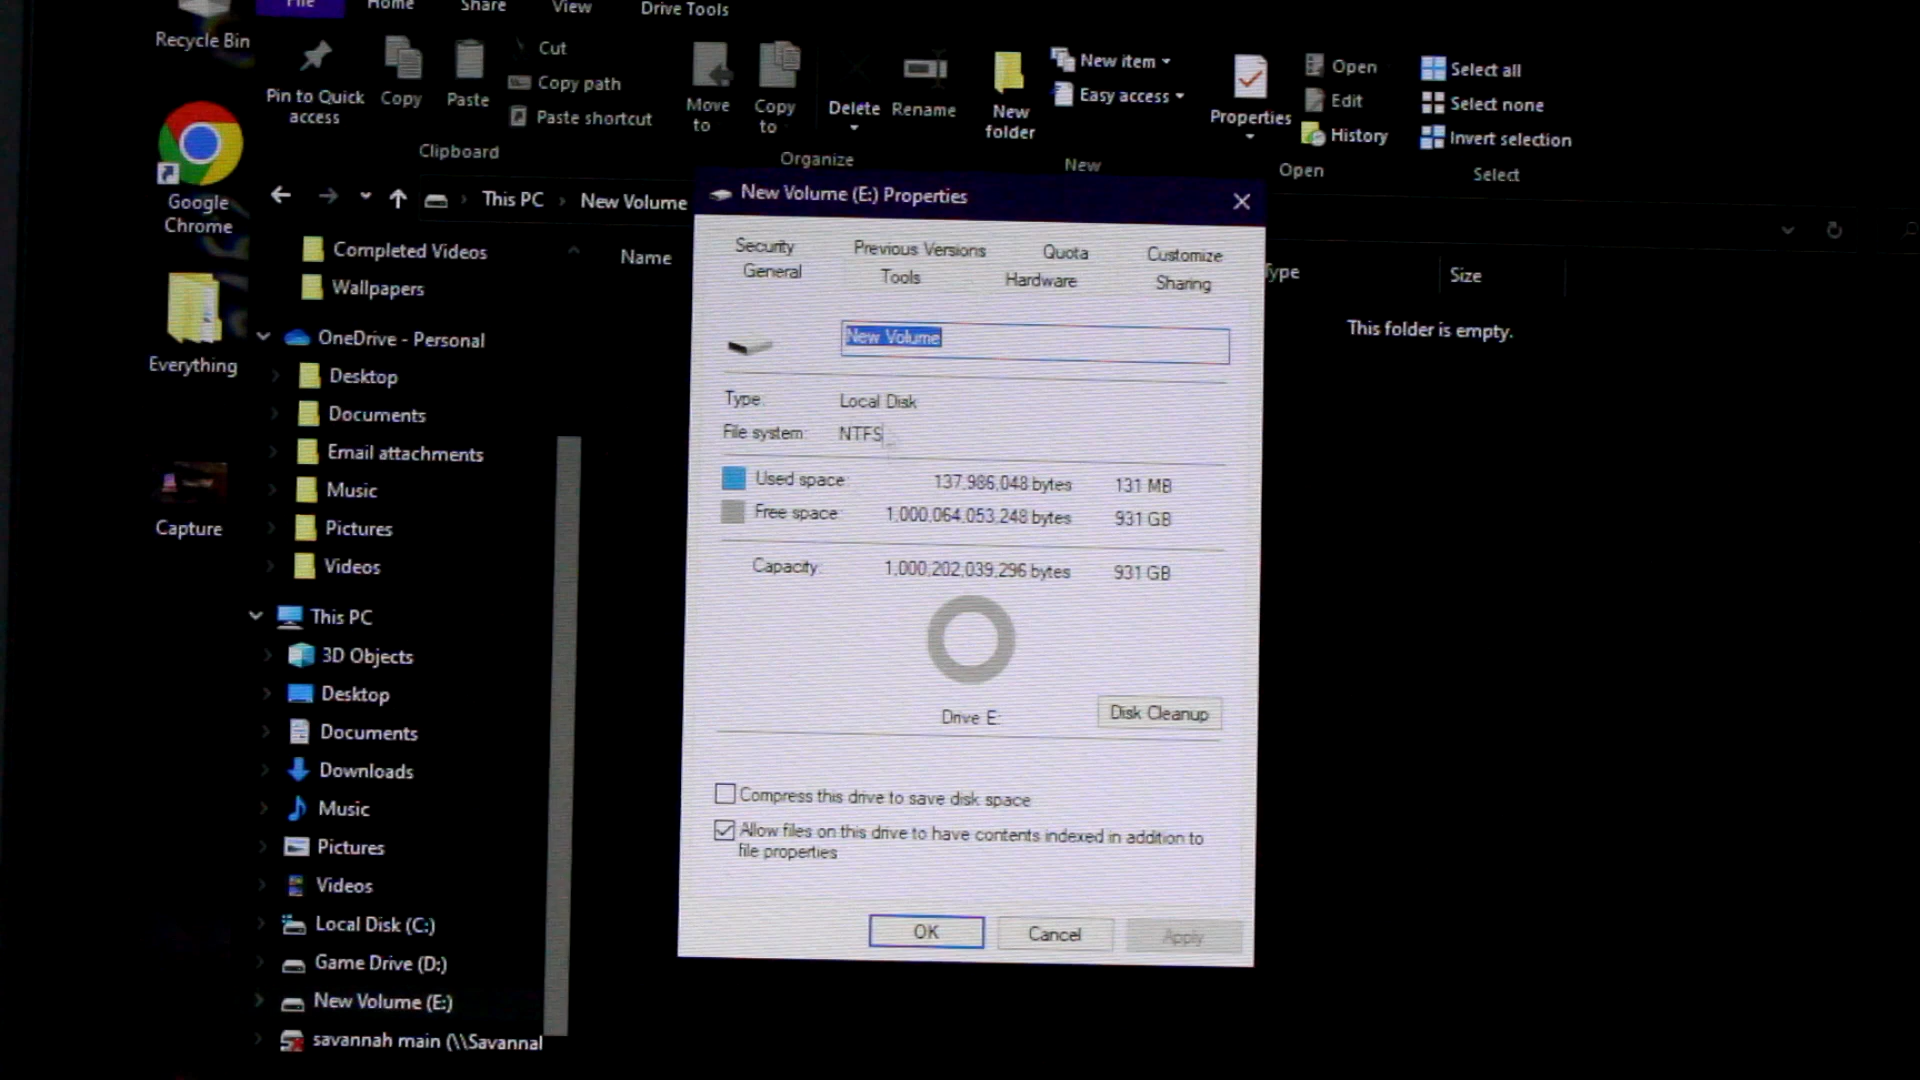 File
Home
Share
View
Drive Tools
Recycle Bin
Pin to Quick
access
Copy
Paste
Cut
Copy path
Paste shortcut
Clipboard
Move
to
Copy
to
Delete
Rename
Organize
New
folder
New item
Easy access
New
Properties
Open
Edit
History
Open
Select all
Select none
Invert selection
Select
Google
Chrome
Everything
Capture
This PC
New Volume
Name
Type
Size
This folder is empty.
Completed Videos
Wallpapers
OneDrive - Personal
Desktop
Documents
Email attachments
Music
Pictures
Videos
This PC
3D Objects
Desktop
Documents
Downloads
Music
Pictures
Videos
Local Disk (C:)
Game Drive (D:)
New Volume (E:)
savannah main (\\Savannal
New Volume (E:) Properties
Security
Previous Versions
Quota
Customize
General
Tools
Hardware
Sharing
New Volume
Type: Local Disk
File system: NTFS
Used space: 137,986,048 bytes 131 MB
Free space: 1,000,064,053,248 bytes 931 GB
Capacity: 1,000,202,039,296 bytes 931 GB
Drive E:
Disk Cleanup
Compress this drive to save disk space
Allow files on this drive to have contents indexed in addition to
file properties
OK
Cancel
Apply